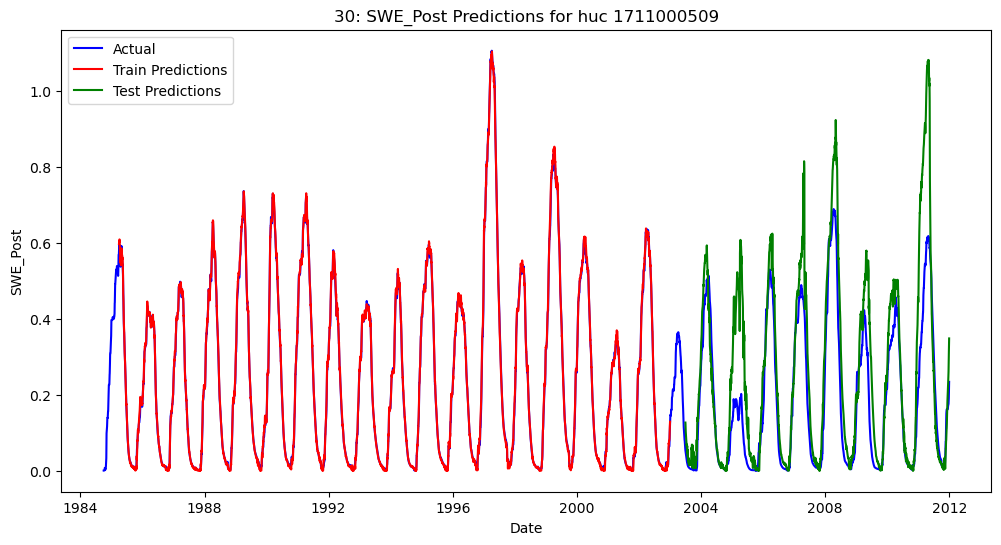 30: SWE_Post Predictions for huc 1711000509
Actual
Train Predictions
Test Predictions
SWE_Post
1.0
0.8
0.6
0.4
0.2
0.0
1984 1988 1992 1996 2000 2004 2008 2012
Date